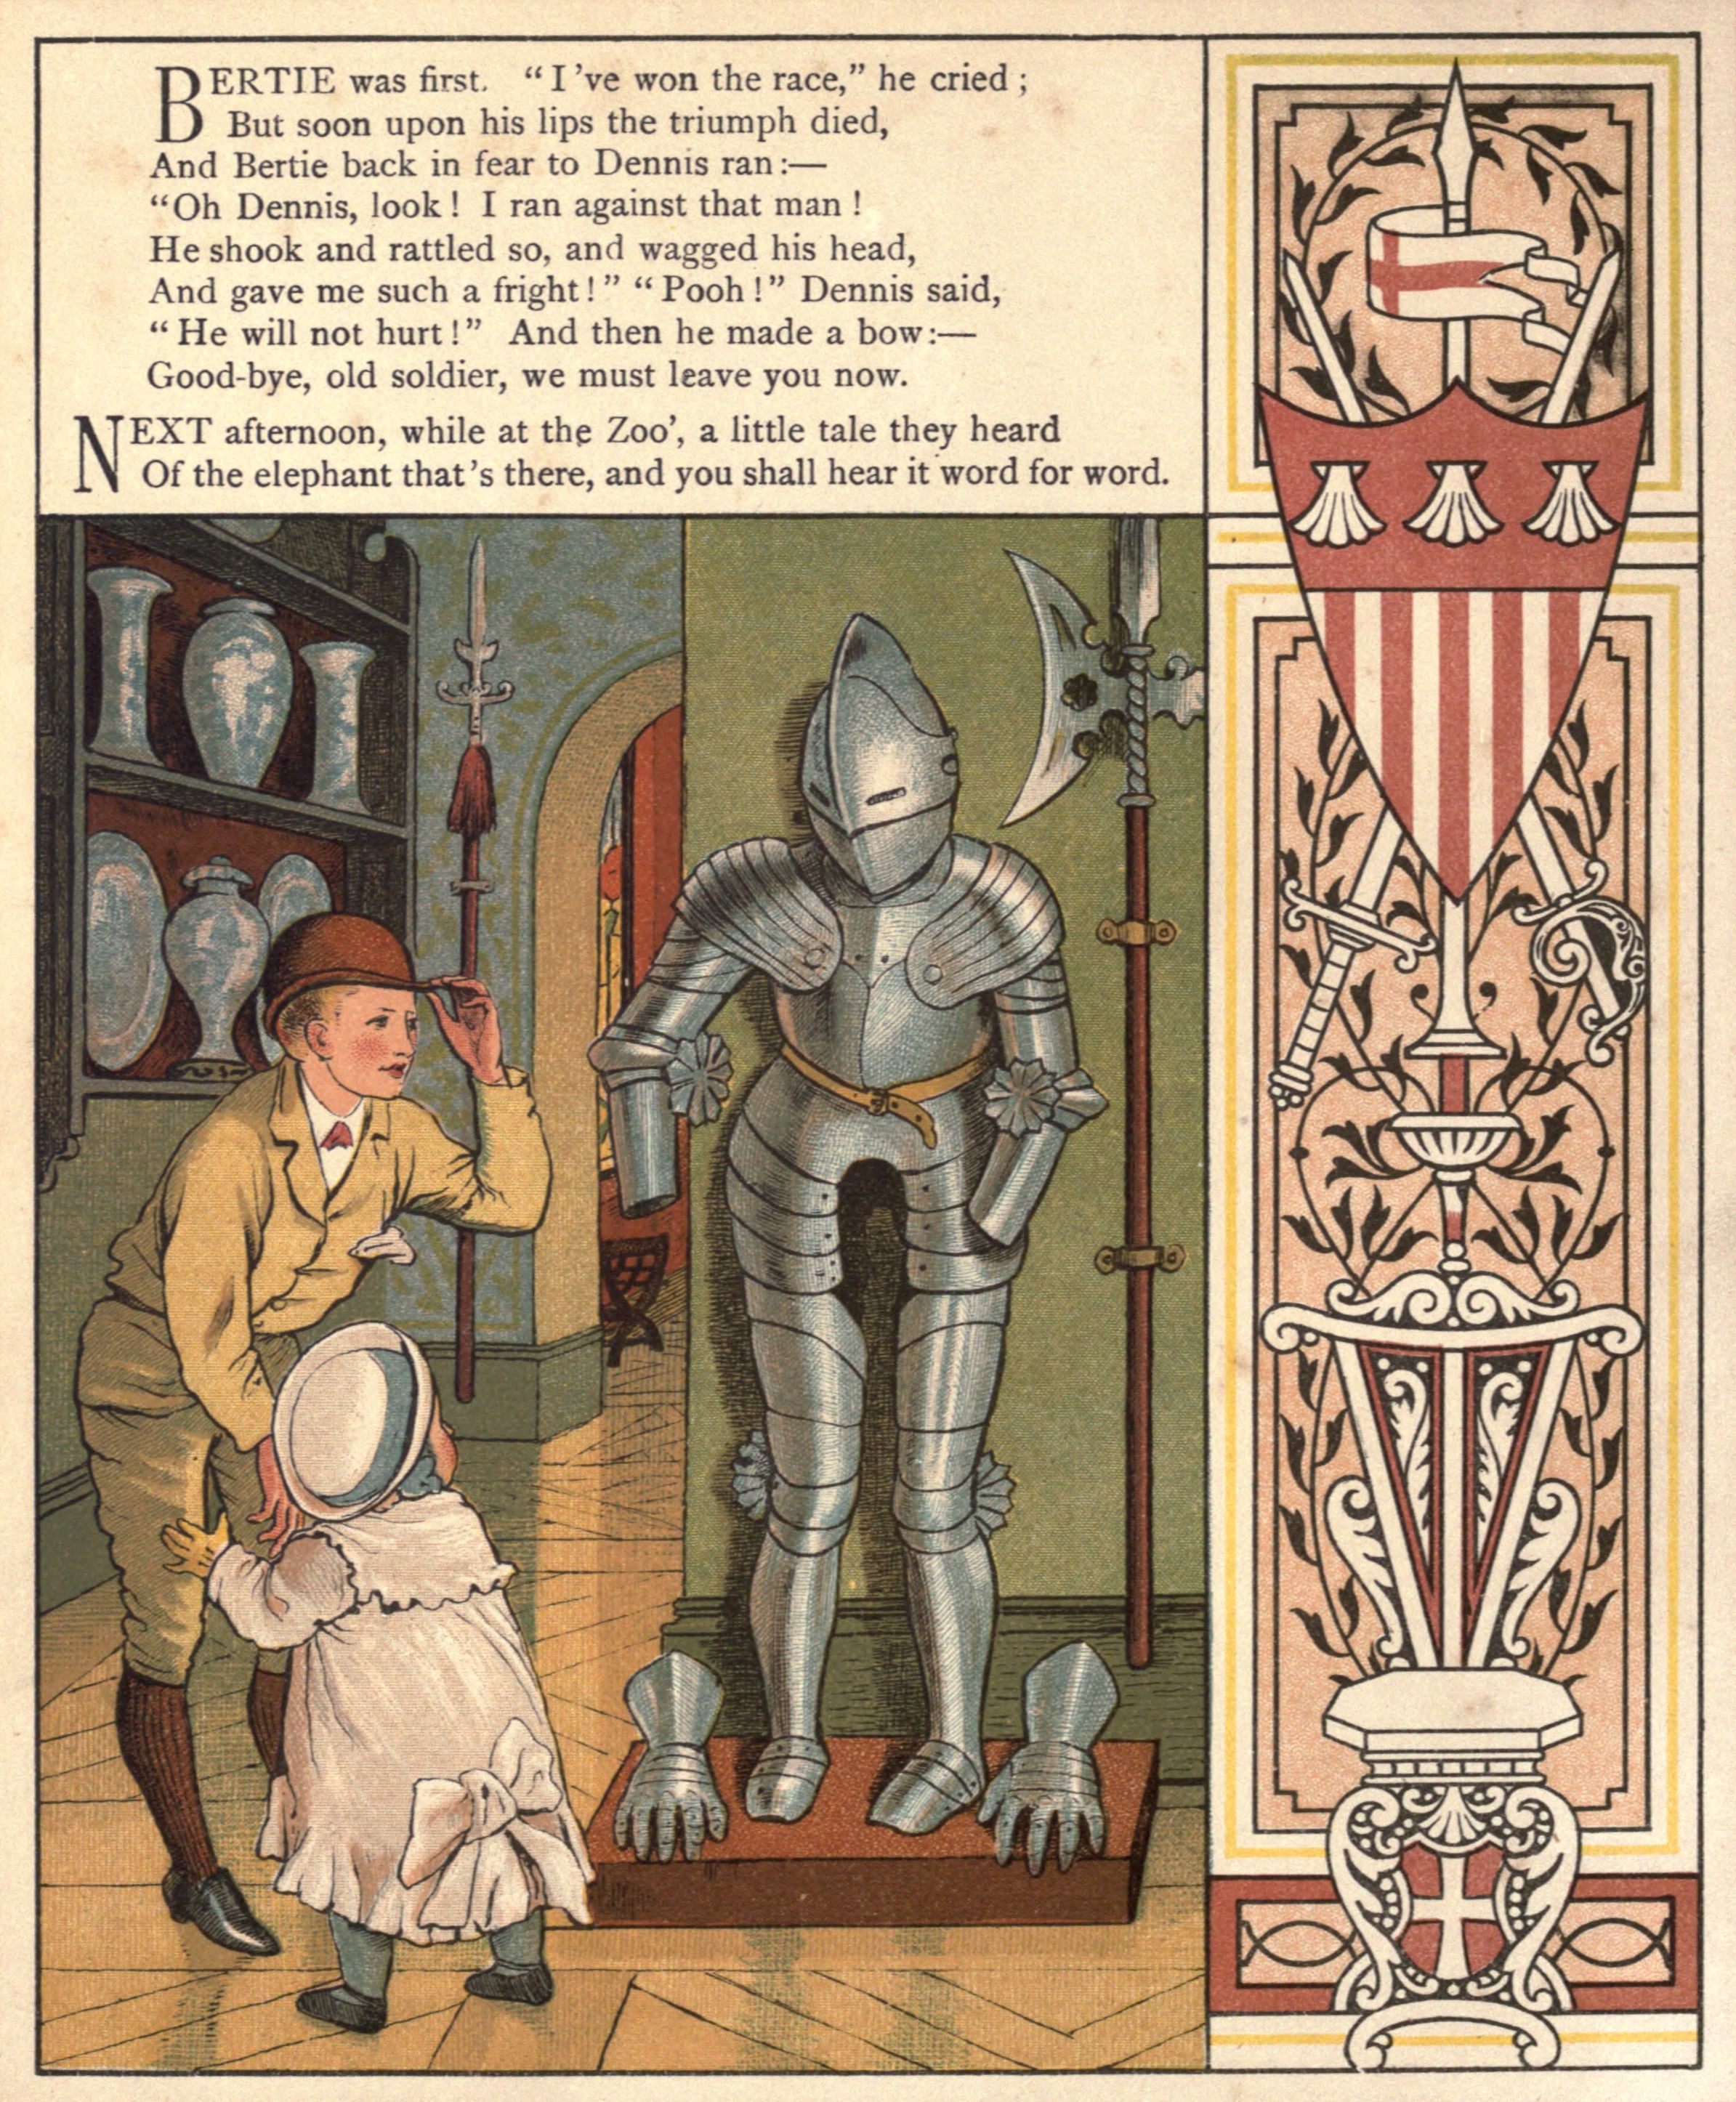 BERTIE was first. “I've won the race,” he cried;
But soon upon his lips the triumph died,
And Bertie back in fear to Dennis ran:—
“Oh Dennis, look! I ran against that man!
He shook and rattled so, and wagged his head,
And gave me such a fright!” “Pooh!” Dennis said,
“He will not hurt!” And then he made a bow:—
Good-bye, old soldier, we must leave you now.
NEXT afternoon, while at the Zoo', a little tale they heard
Of the elephant that's there, and you shall hear it word for word.